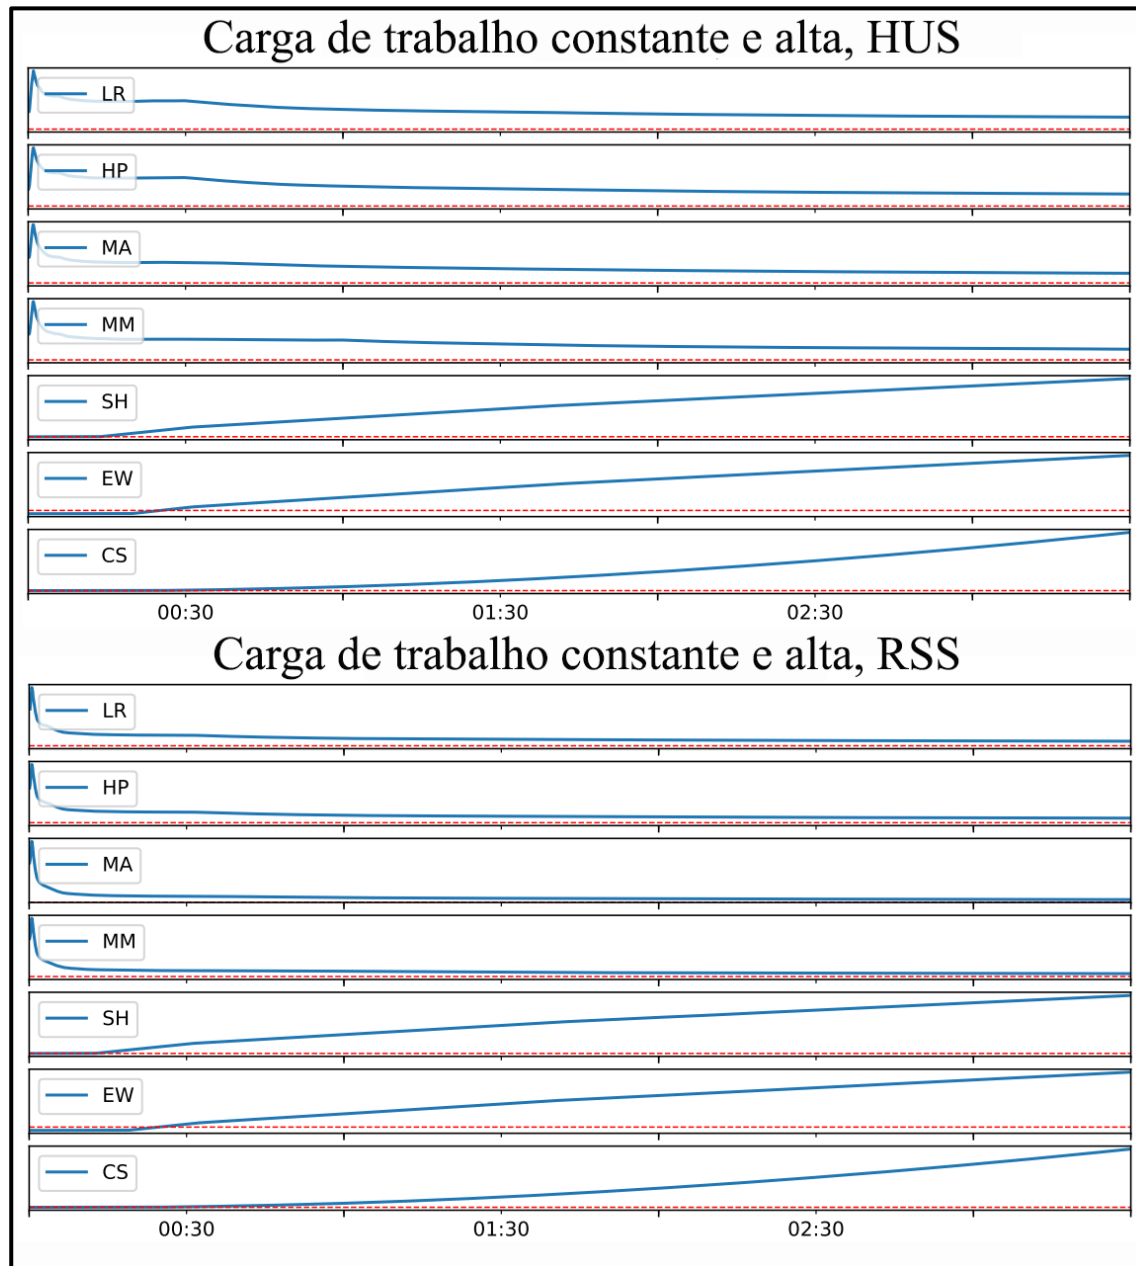 Carga de trabalho constante e alta, HUS
LR
HP
MA
MM
SH
EW
CS
00:30 01:30 02:30
Carga de trabalho constante e alta, RSS
LR
HP
MA
MM
SH
EW
CS
00:30 01:30 02:30